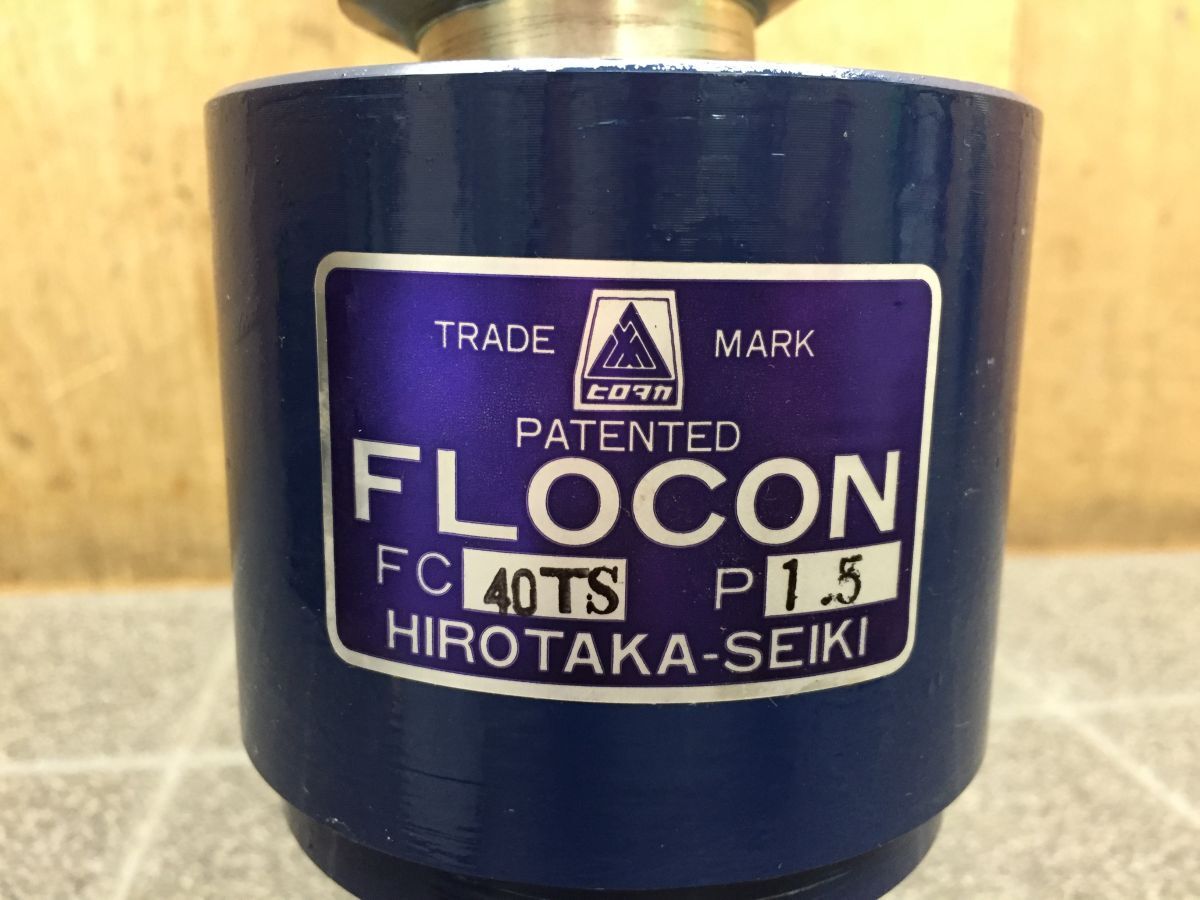 TRADE MARK
ヒロタカ
PATENTED
FLOCON
FC 40TS P 1.5
HIROTAKA-SEIKI